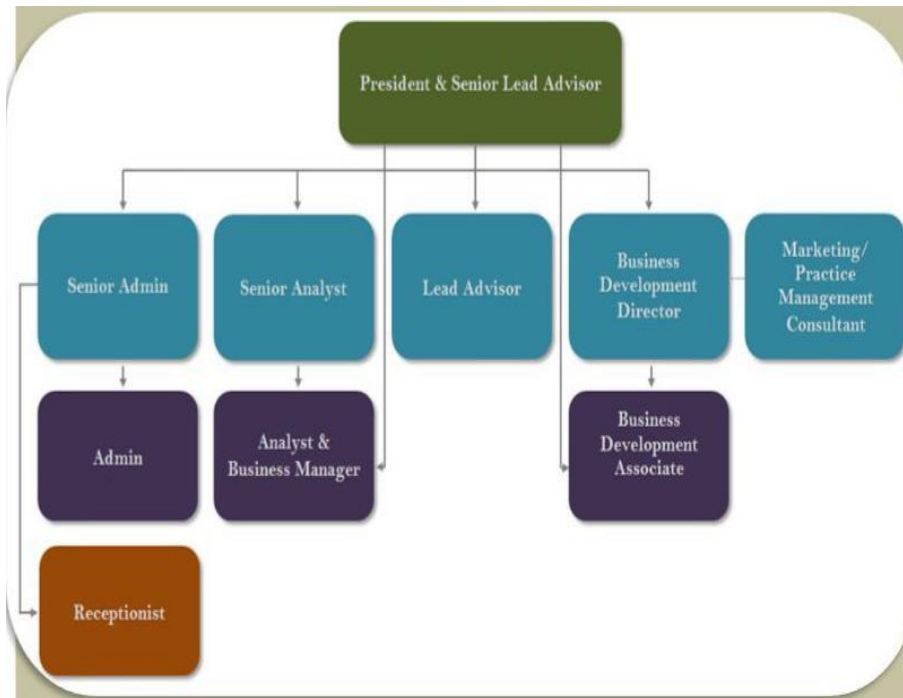 President & Senior Lead Advisor
Senior Admin
Senior Analyst
Lead Advisor
Business
Development
Director
Marketing/
Practice
Management
Consultant
Admin
Analyst &
Business Manager
Business
Development
Associate
Receptionist